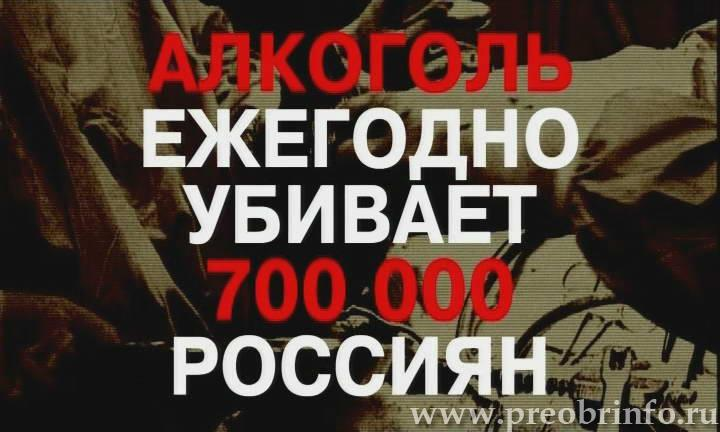 АЛКОГОЛЬ
ЕЖЕГОДНО
УБИВАЕТ
700 000
РОССИЯН
www.preobrinfo.ru